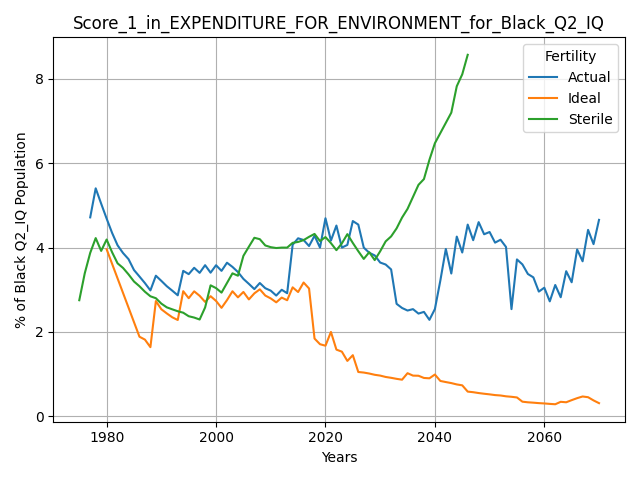 Score_1_in_EXPENDITURE_FOR_ENVIRONMENT_for_Black_Q2_IQ
% of Black Q2_IQ Population
8
6
4
2
0
Fertility
Actual
Ideal
Sterile
1980 2000 2020 2040 2060
Years